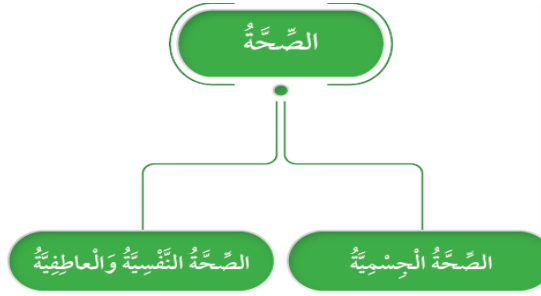 الصِّحَّةُ
الصِّحَّةُ الْجِسْمِيَّةُ
الصِّحَّةُ النَّفْسِيَّةُ وَالْعاطِفِيَّةُ